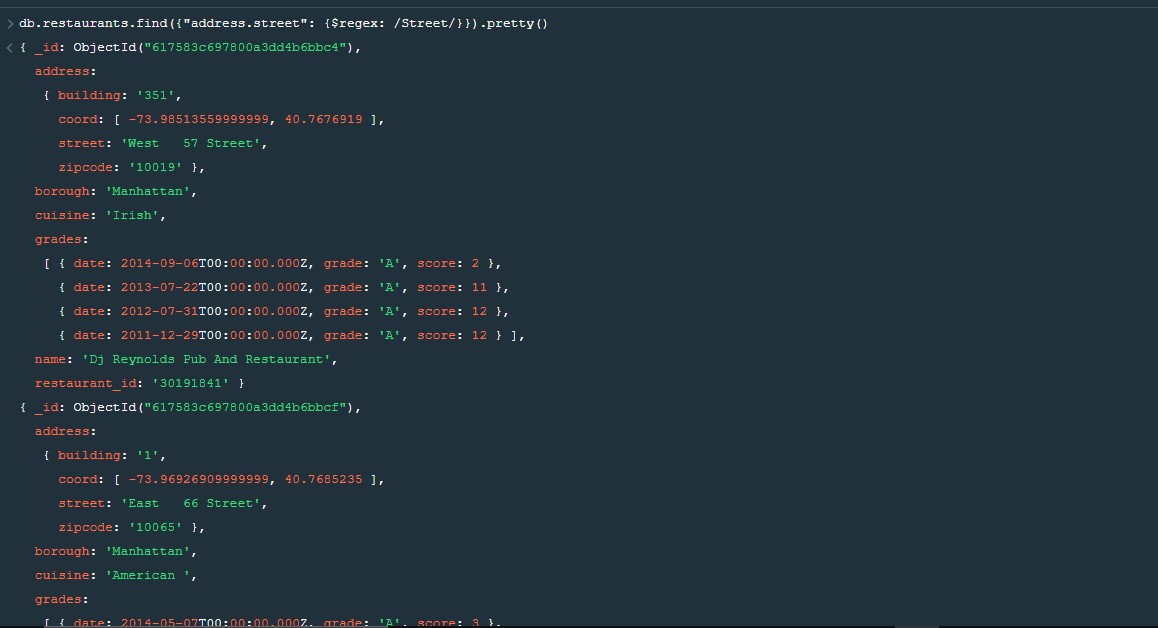 > db.restaurants.find({"address.street": {$regex: /Street/}}).pretty()
< { _id: ObjectId("617583c697800a3dd4b6bbc4"),
address:
{ building: '351',
coord: [ -73.98513559999999, 40.7676919 ],
street: 'West   57 Street',
zipcode: '10019' },
borough: 'Manhattan',
cuisine: 'Irish',
grades:
[ { date: 2014-09-06T00:00:00.000Z, grade: 'A', score: 2 },
{ date: 2013-07-22T00:00:00.000Z, grade: 'A', score: 11 },
{ date: 2012-07-31T00:00:00.000Z, grade: 'A', score: 12 },
{ date: 2011-12-29T00:00:00.000Z, grade: 'A', score: 12 } ],
name: 'Dj Reynolds Pub And Restaurant',
restaurant_id: '30191841' }
{ _id: ObjectId("617583c697800a3dd4b6bbcf"),
address:
{ building: '1',
coord: [ -73.96926909999999, 40.7685235 ],
street: 'East   66 Street',
zipcode: '10065' },
borough: 'Manhattan',
cuisine: 'American ',
grades:
[ { date: 2014-05-07T00:00:00.000Z, grade: 'A', score: 3 },